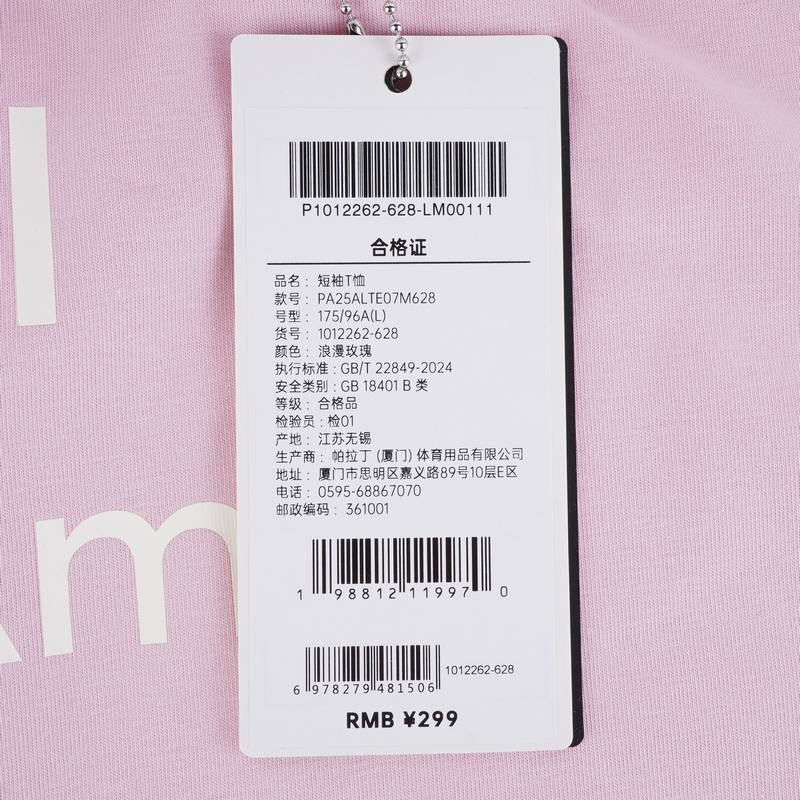 l
P1012262-628-LM00111
合格证
品名： 短袖T恤
款号： PA25ALTE07M628
号型： 175/96A(L)
货号： 1012262-628
颜色： 浪漫玫瑰
执行标准：GB/T 22849-2024
安全类别：GB 18401 B 类
等级： 合格品
检验员：检01
产地： 江苏无锡
生产商： 帕拉丁 (厦门) 体育用品有限公司
地址： 厦门市思明区嘉义路89号10层E区
电话： 0595-68867070
邮政编码： 361001
m
1 98812 11997 0
6 978279 481506 1012262-628
RMB ¥299